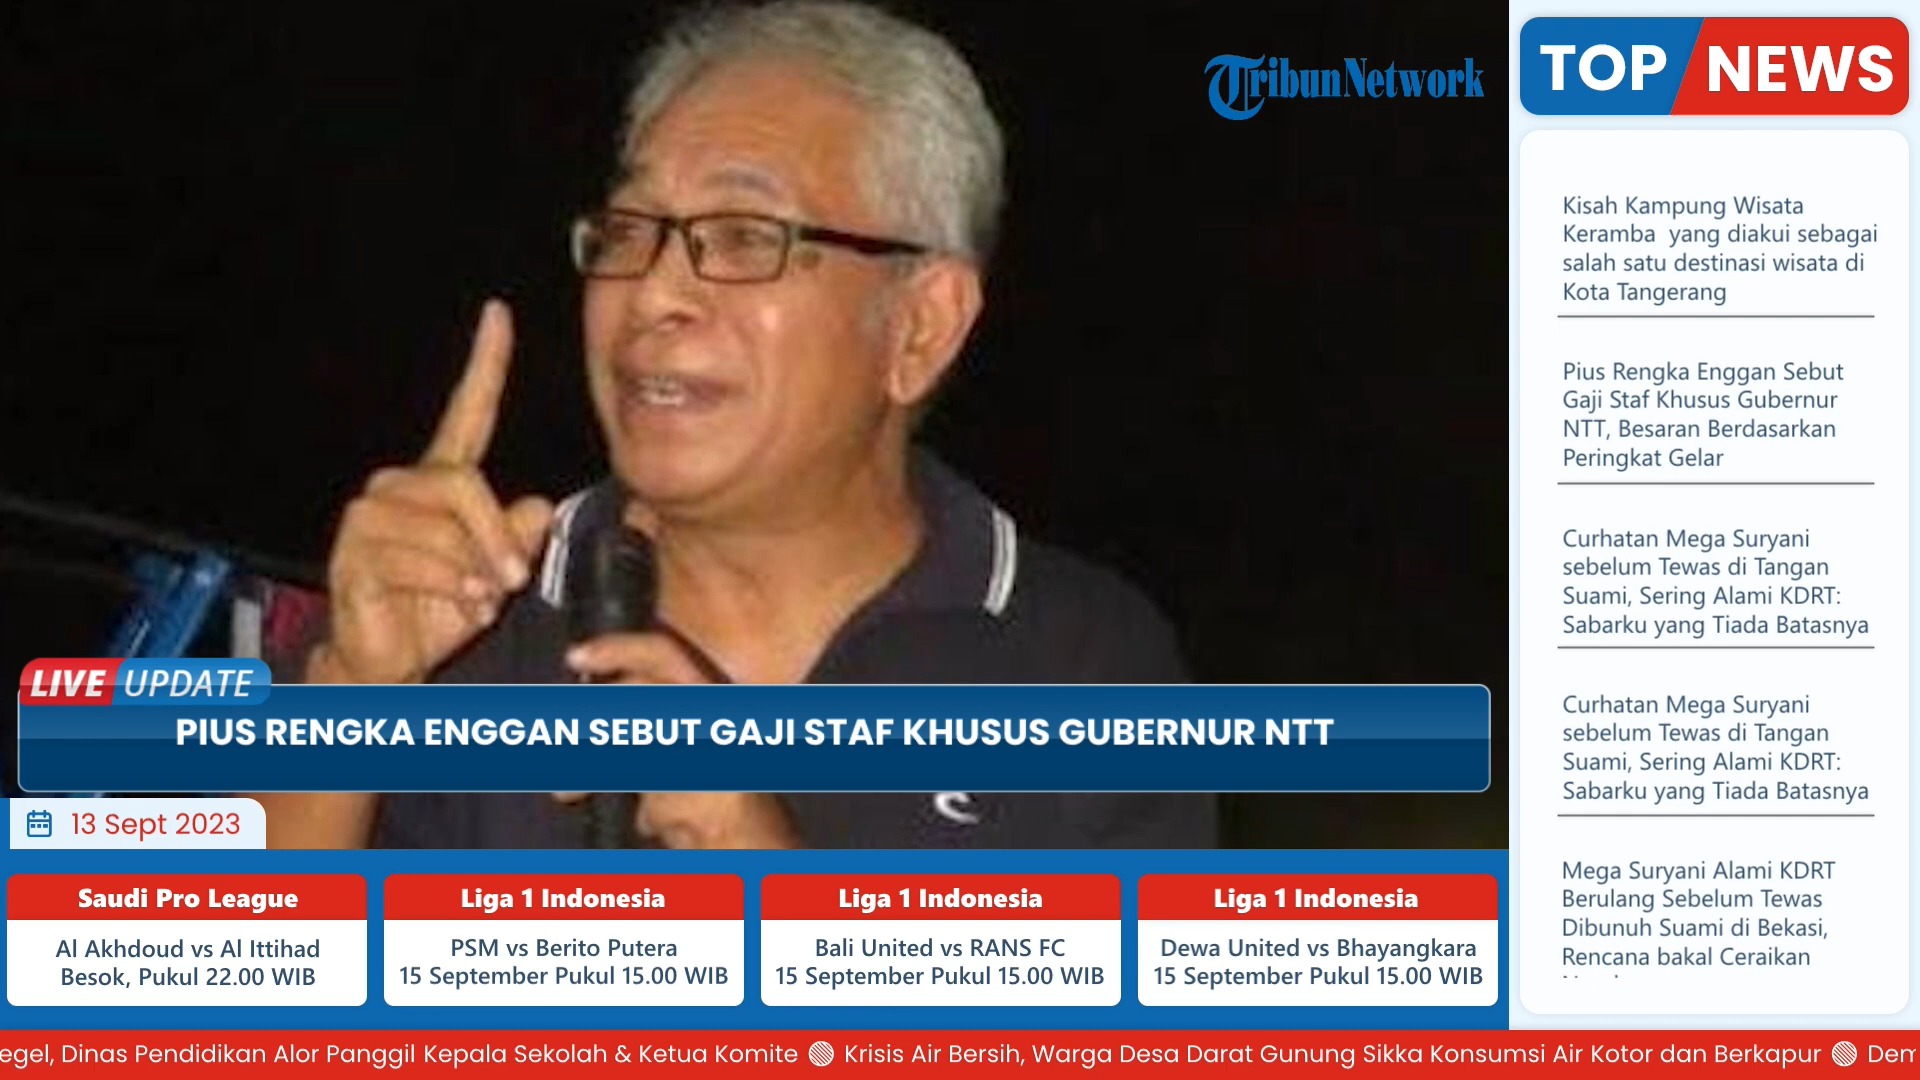 TribunNetwork
LIVE UPDATE
PIUS RENGKA ENGGAN SEBUT GAJI STAF KHUSUS GUBERNUR NTT
13 Sept 2023
Saudi Pro League
Al Akhdoud vs Al Ittihad
Besok, Pukul 22.00 WIB
Liga 1 Indonesia
PSM vs Berito Putera
15 September Pukul 15.00 WIB
Liga 1 Indonesia
Bali United vs RANS FC
15 September Pukul 15.00 WIB
Liga 1 Indonesia
Dewa United vs Bhayangkara
15 September Pukul 15.00 WIB
TOP NEWS
Kisah Kampung Wisata
Keramba yang diakui sebagai
salah satu destinasi wisata di
Kota Tangerang
Pius Rengka Enggan Sebut
Gaji Staf Khusus Gubernur
NTT, Besaran Berdasarkan
Peringkat Gelar
Curhatan Mega Suryani
sebelum Tewas di Tangan
Suami, Sering Alami KDRT:
Sabarku yang Tiada Batasnya
Curhatan Mega Suryani
sebelum Tewas di Tangan
Suami, Sering Alami KDRT:
Sabarku yang Tiada Batasnya
Mega Suryani Alami KDRT
Berulang Sebelum Tewas
Dibunuh Suami di Bekasi,
Rencana bakal Ceraikan
egel, Dinas Pendidikan Alor Panggil Kepala Sekolah & Ketua Komite Krisis Air Bersih, Warga Desa Darat Gunung Sikka Konsumsi Air Kotor dan Berkapur